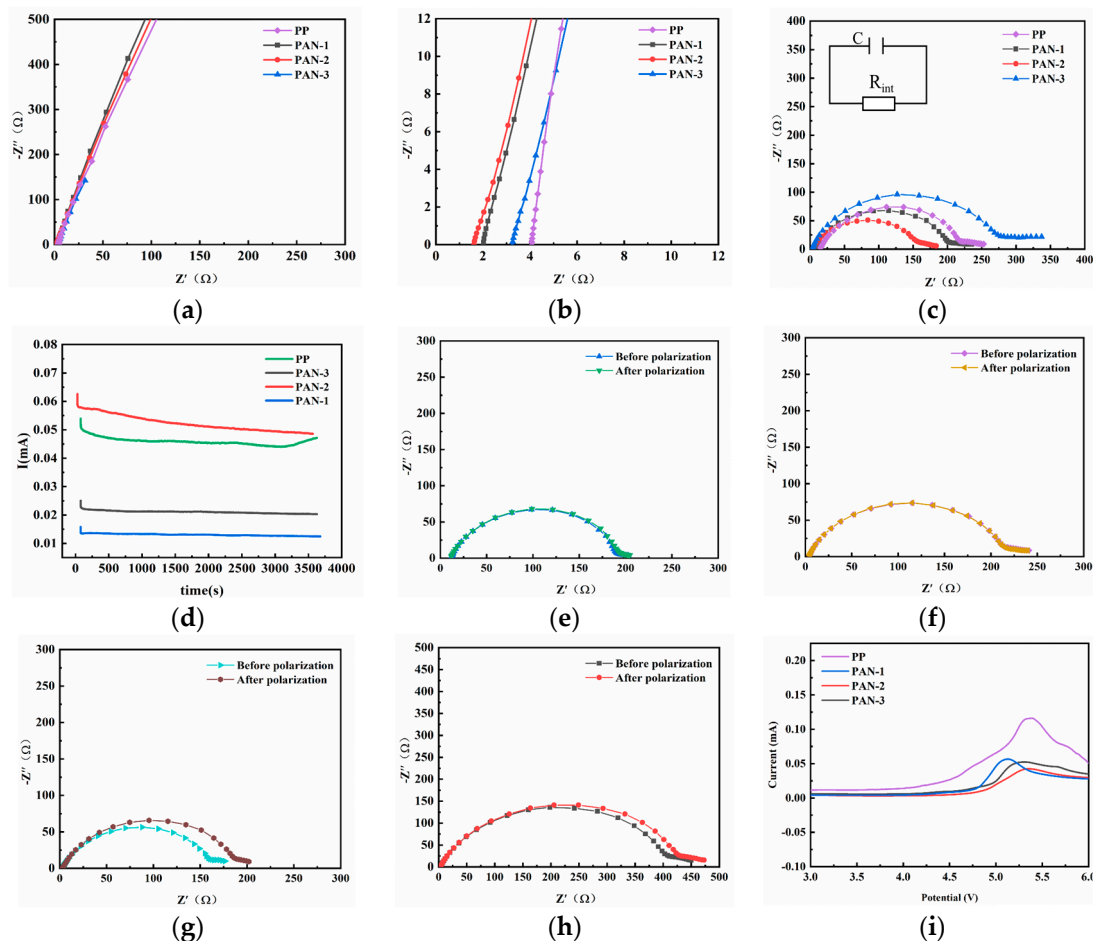 500
400
300
200
100
0
-Z''（Ω）
PP
PAN-1
PAN-2
PAN-3
0 50 100 150 200 250 300
Z'（Ω）
(a)
12
10
8
6
4
2
0
-Z''（Ω）
PP
PAN-1
PAN-2
PAN-3
0 2 4 6 8 10 12
Z'（Ω）
(b)
400
350
300
250
200
150
100
50
0
-Z''（Ω）
C
Rint
PP
PAN-1
PAN-2
PAN-3
0 50 100 150 200 250 300 350 400
Z'（Ω）
(c)
0.08
0.07
0.06
0.05
0.04
0.03
0.02
0.01
I(mA)
PP
PAN-3
PAN-2
PAN-1
0 500 1000 1500 2000 2500 3000 3500 4000
time(s)
(d)
300
250
200
150
100
50
0
-Z''（Ω）
Before polarization
After polarization
0 50 100 150 200 250 300
Z'（Ω）
(e)
300
250
200
150
100
50
0
-Z''（Ω）
Before polarization
After polarization
0 50 100 150 200 250 300
Z'（Ω）
(f)
300
250
200
150
100
50
0
-Z''（Ω）
Before polarization
After polarization
0 50 100 150 200 250 300
Z'（Ω）
(g)
500
450
400
350
300
250
200
150
100
50
0
-Z''（Ω）
Before polarization
After polarization
0 50 100 150 200 250 300 350 400 450 500
Z'（Ω）
(h)
0.20
0.15
0.10
0.05
0.00
-0.05
-0.10
Current (mA)
PP
PAN-1
PAN-2
PAN-3
3.0 3.5 4.0 4.5 5.0 5.5 6.0
Potential (V)
(i)